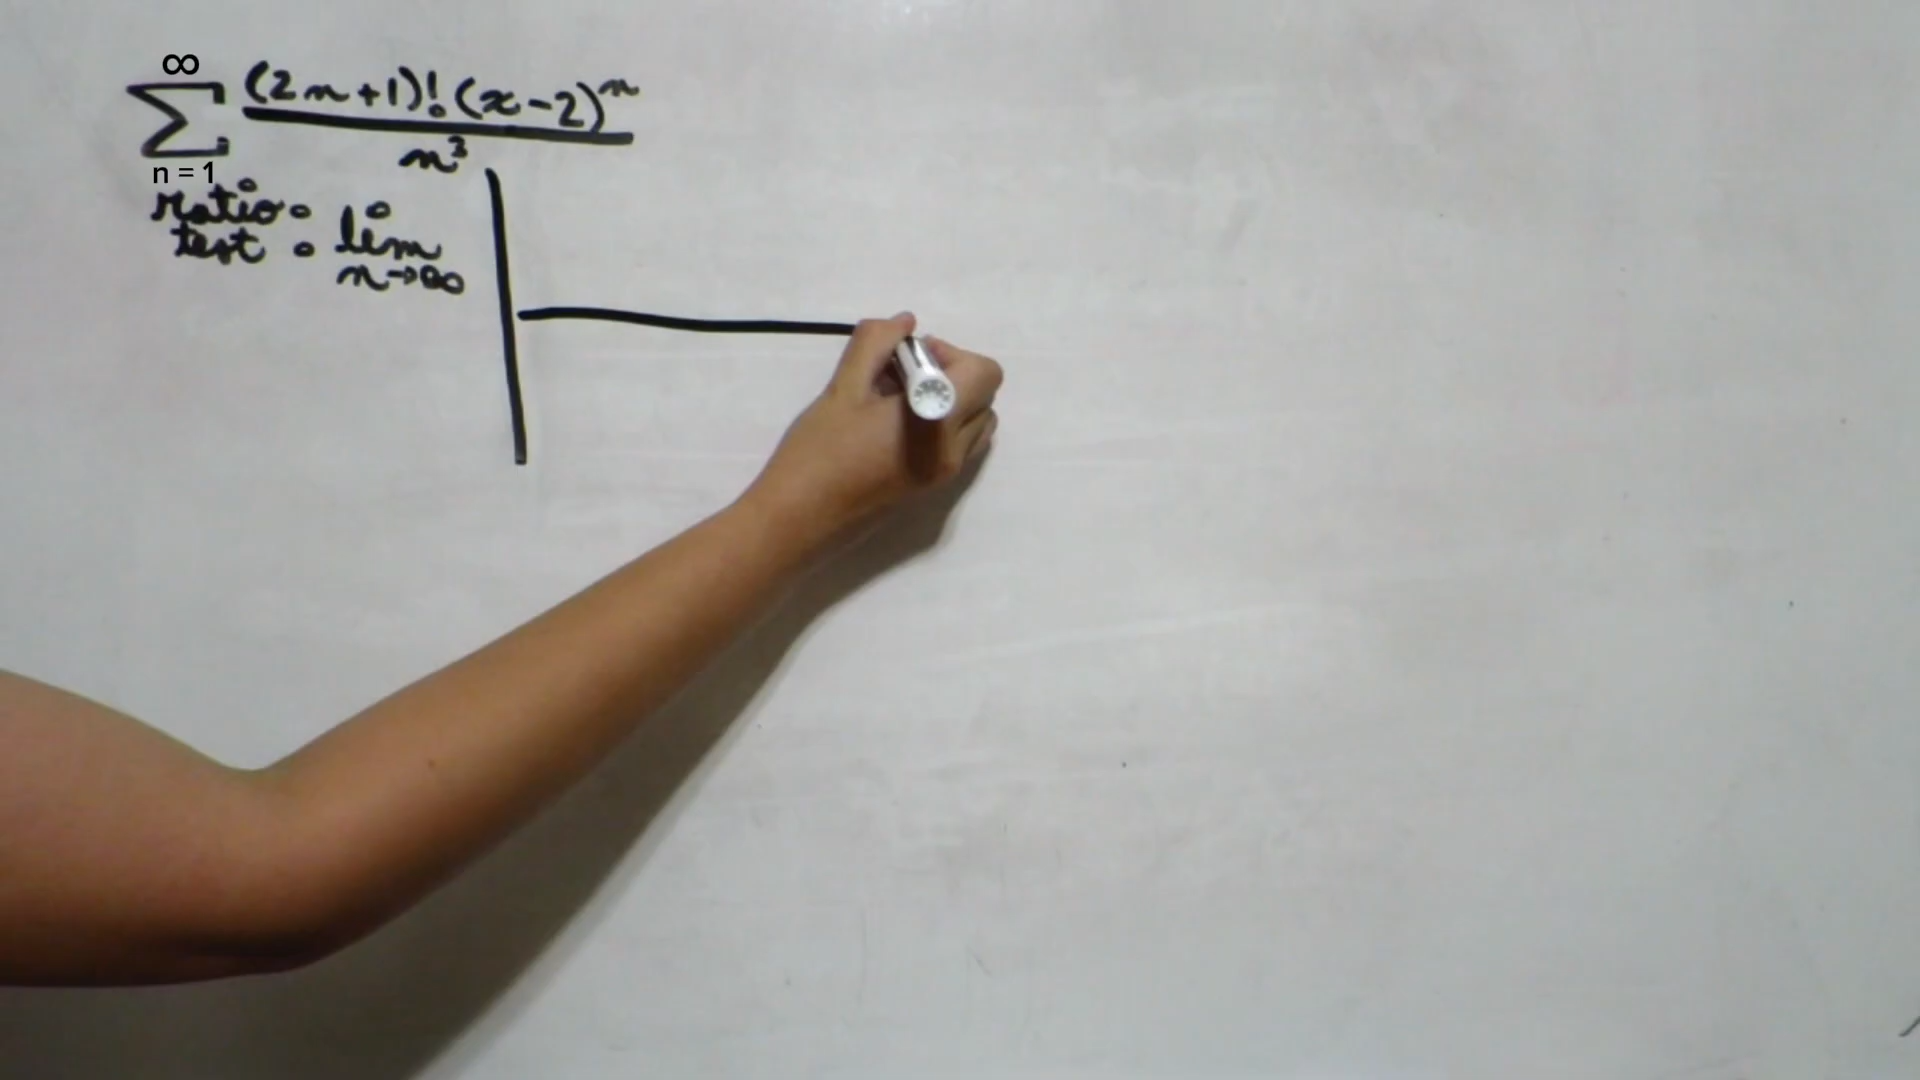 ∞
∑ (2n+1)!(x-2)^n
n³
n = 1
ratio
test : lim
n→∞